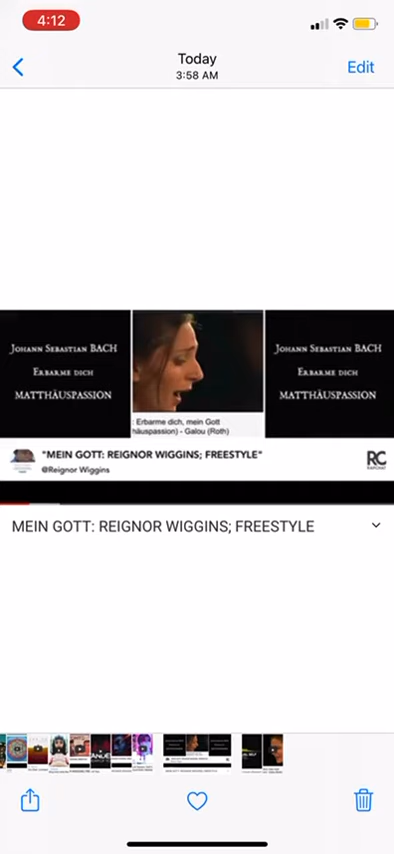 4:12
Today
3:58 AM
Edit
JOHANN SEBASTIAN BACH
ERBARME DICH
MATTHÄUSPASSION
: Erbarme dich, mein Gott
häuspassion) - Galou (Roth)
JOHANN SEBASTIAN BACH
ERBARME DICH
MATTHÄUSPASSION
"MEIN GOTT: REIGNOR WIGGINS; FREESTYLE"
@Reignor Wiggins
RC
RAPCHAT
MEIN GOTT: REIGNOR WIGGINS; FREESTYLE